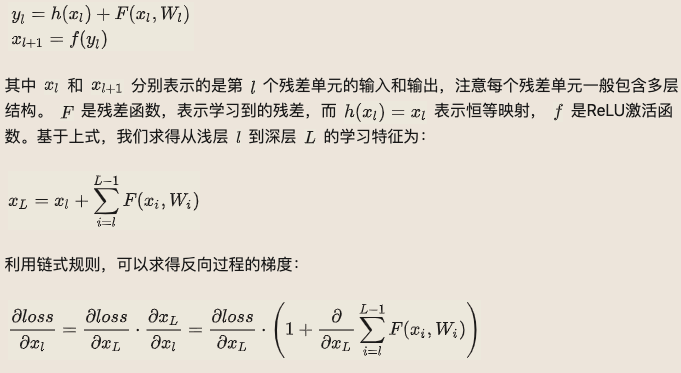 y_l = h(x_l) + F(x_l, W_l)
x_{l+1} = f(y_l)
其中 x_l 和 x_{l+1} 分别表示的是第 l 个残差单元的输入和输出，注意每个残差单元一般包含多层
结构。 F 是残差函数，表示学习到的残差，而 h(x_l) = x_l 表示恒等映射， f 是ReLU激活函
数。基于上式，我们求得从浅层 l 到深层 L 的学习特征为：
x_L = x_l + \sum_{i=l}^{L-1} F(x_i, W_i)
利用链式规则，可以求得反向过程的梯度：
\frac{\partial loss}{\partial x_l} = \frac{\partial loss}{\partial x_L} \cdot \frac{\partial x_L}{\partial x_l} = \frac{\partial loss}{\partial x_L} \cdot \left( 1 + \frac{\partial}{\partial x_L} \sum_{i=l}^{L-1} F(x_i, W_i) \right)